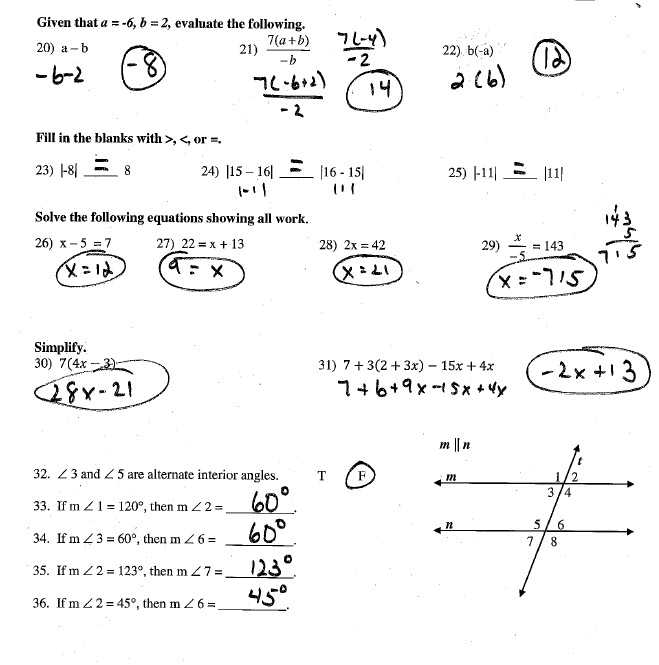 Given that a = -6, b = 2, evaluate the following.
20) a – b
-6-2
-8
21) 7(a+b)/-b
7(-6+2)/-2
7(-4)/-2
14
22) b(-a)
2(6)
12
Fill in the blanks with >, <, or =.
23) |-8| = 8
24) |15 – 16| = |16 - 15|
|-1| |1|
25) |-11| = |11|
Solve the following equations showing all work.
26) x – 5 = 7
x=12
27) 22 = x + 13
9 = x
28) 2x = 42
x=21
29) x/-5 = 143
x=-715
1
143
5
715
Simplify.
30) 7(4x – 3)
28x-21
31) 7 + 3(2 + 3x) – 15x + 4x
7+6+9x-15x+4x
-2x+13
32. ∠3 and ∠5 are alternate interior angles. T F
33. If m∠1 = 120°, then m∠2 = 60°.
34. If m∠3 = 60°, then m∠6 = 60°.
35. If m∠2 = 123°, then m∠7 = 123°.
36. If m∠2 = 45°, then m∠6 = 45°.
m || n
t
m 1 2
3 4
n 5 6
7 8